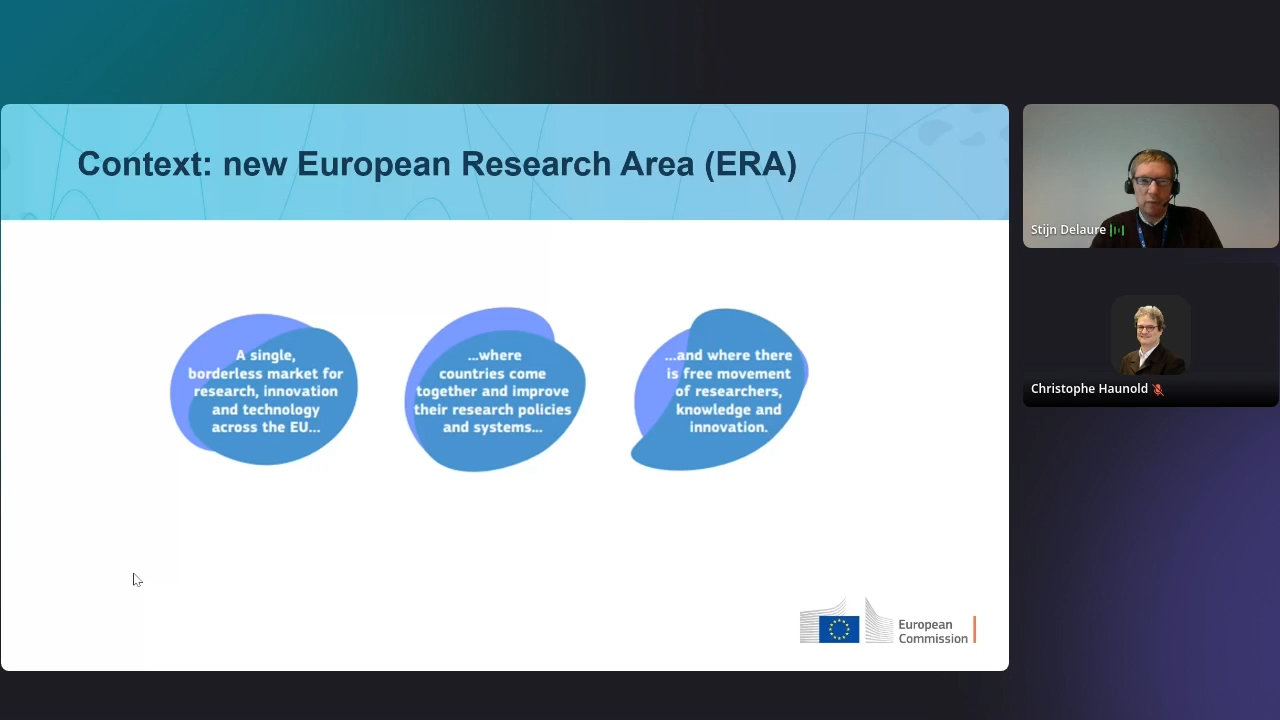 Context: new European Research Area (ERA)
A single,
borderless market for
research, innovation
and technology
across the EU...
...where
countries come
together and improve
their research policies
and systems...
...and where there
is free movement
of researchers,
knowledge and
innovation.
European
Commission
Stijn Delaure
Christophe Haunold